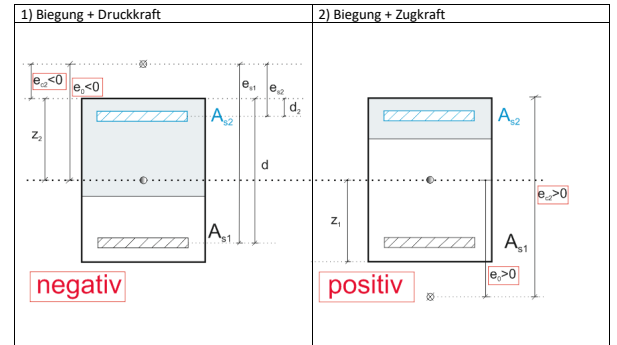 1) Biegung + Druckkraft
2) Biegung + Zugkraft
e_c2<0
e_0<0
e_s1
e_s2
d_2
A_s2
A_s2
z_2
d
e_c2>0
z_1
A_s1
A_s1
e_0>0
negativ
positiv